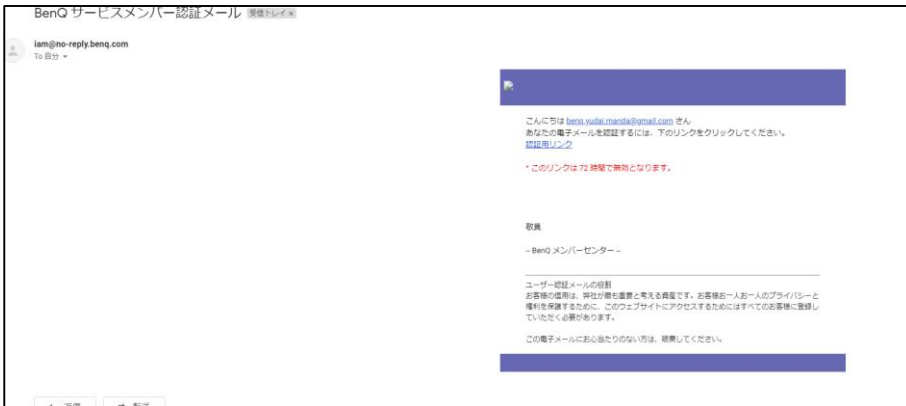 BenQ サービスメンバー認証メール 受信トレイ ×
iam@no-reply.benq.com
To 自分
こんにちは benq.yudai.manda@gmail.com さん
あなたの電子メールを認証するには、下のリンクをクリックしてください。
認証用リンク
* このリンクは 72 時間で無効となります。
敬具
– BenQ メンバーセンター –
ユーザー認証メールの役割
お客様の信用は、弊社が最も重要と考える資産です。お客様お一人お一人のプライバシーと
権利を保護するために、このウェブサイトにアクセスするためにはすべてのお客様に登録し
ていただく必要があります。
この電子メールにお心当たりのない方は、破棄してください。